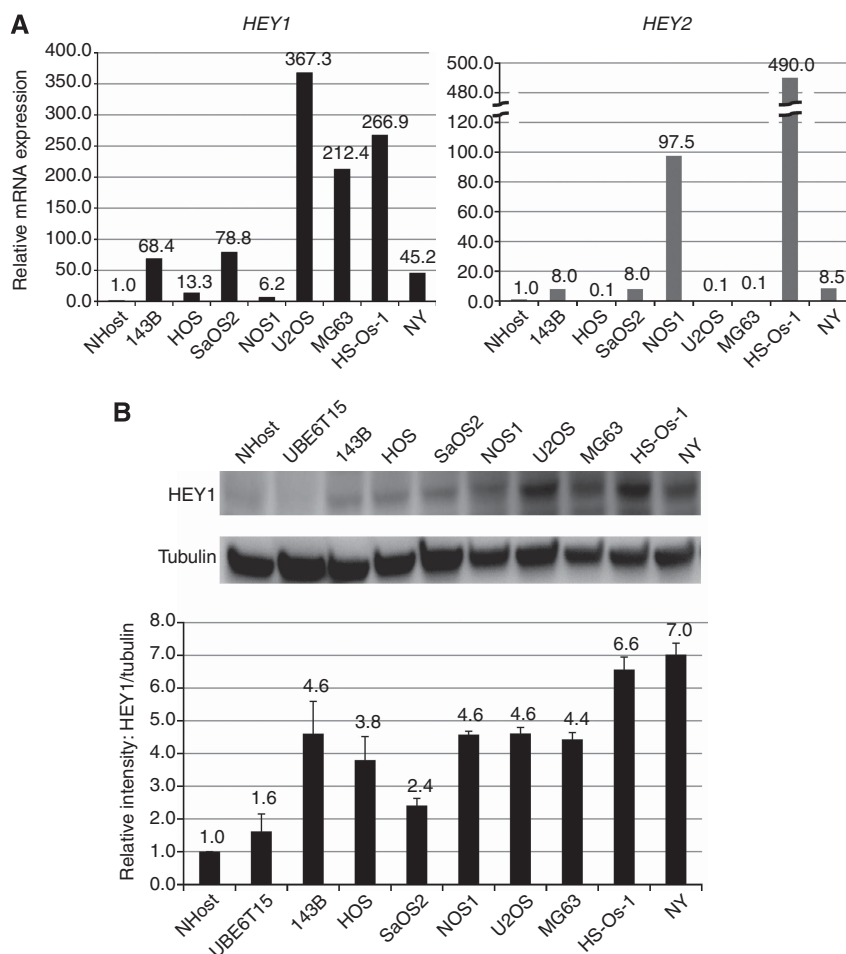 A
HEY1
Relative mRNA expression
400.0
350.0
300.0
250.0
200.0
150.0
100.0
50.0
0.0
1.0
68.4
13.3
78.8
6.2
367.3
212.4
266.9
45.2
NHost
143B
HOS
SaOS2
NOS1
U2OS
MG63
HS-Os-1
NY
HEY2
500.0
480.0
120.0
100.0
80.0
60.0
40.0
20.0
0.0
1.0
8.0
0.1
8.0
97.5
0.1
0.1
490.0
8.5
NHost
143B
HOS
SaOS2
NOS1
U2OS
MG63
HS-Os-1
NY
B
NHost
UBE6T15
143B
HOS
SaOS2
NOS1
U2OS
MG63
HS-Os-1
NY
HEY1
Tubulin
Relative intensity: HEY1/tubulin
8.0
7.0
6.0
5.0
4.0
3.0
2.0
1.0
0.0
1.0
1.6
4.6
3.8
2.4
4.6
4.6
4.4
6.6
7.0
NHost
UBE6T15
143B
HOS
SaOS2
NOS1
U2OS
MG63
HS-Os-1
NY